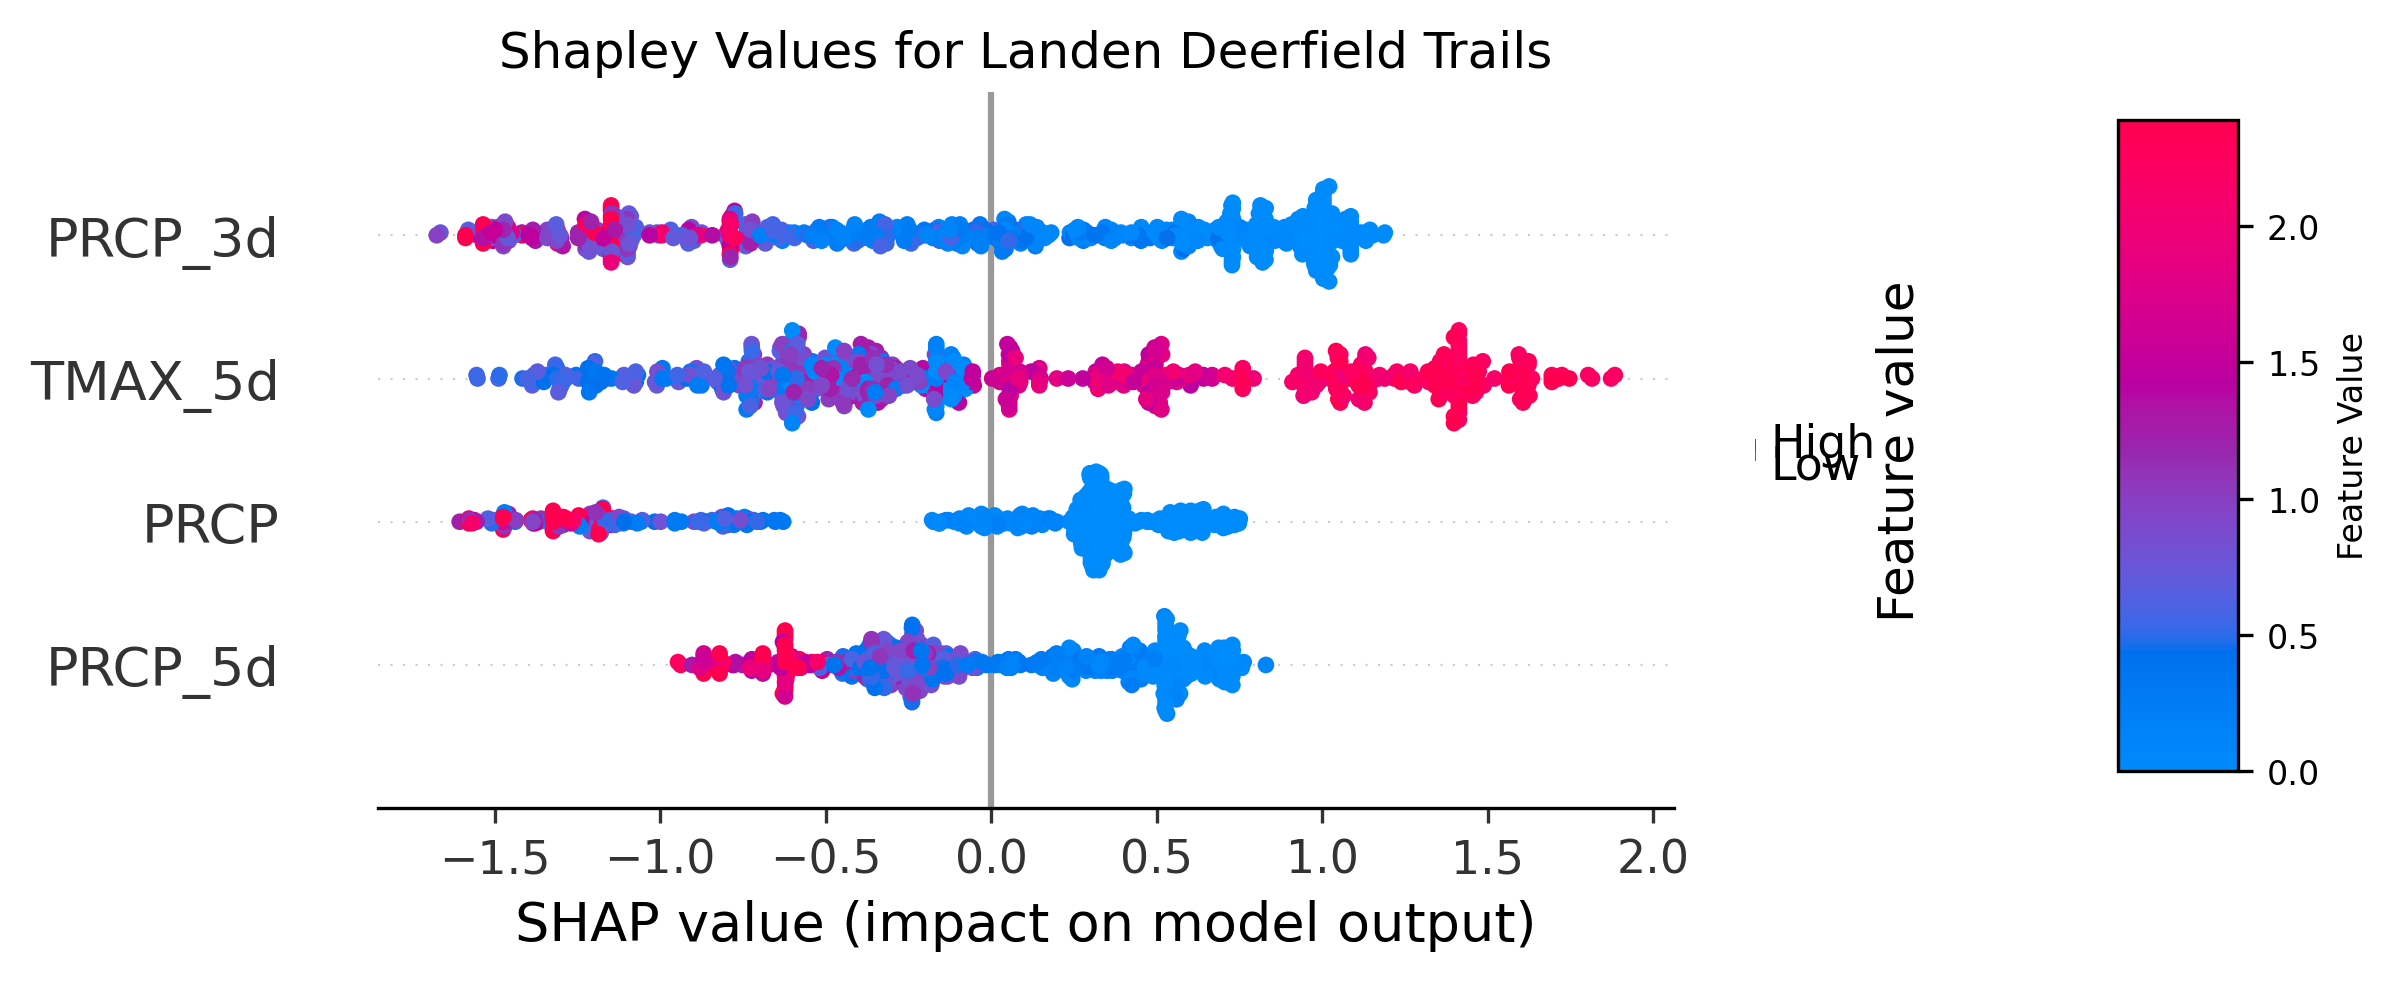 Shapley Values for Landen Deerfield Trails
PRCP_3d
TMAX_5d
PRCP
PRCP_5d
−1.5 −1.0 −0.5 0.0 0.5 1.0 1.5 2.0
SHAP value (impact on model output)
High
Low
Feature value
2.0
1.5
1.0
0.5
0.0
Feature Value